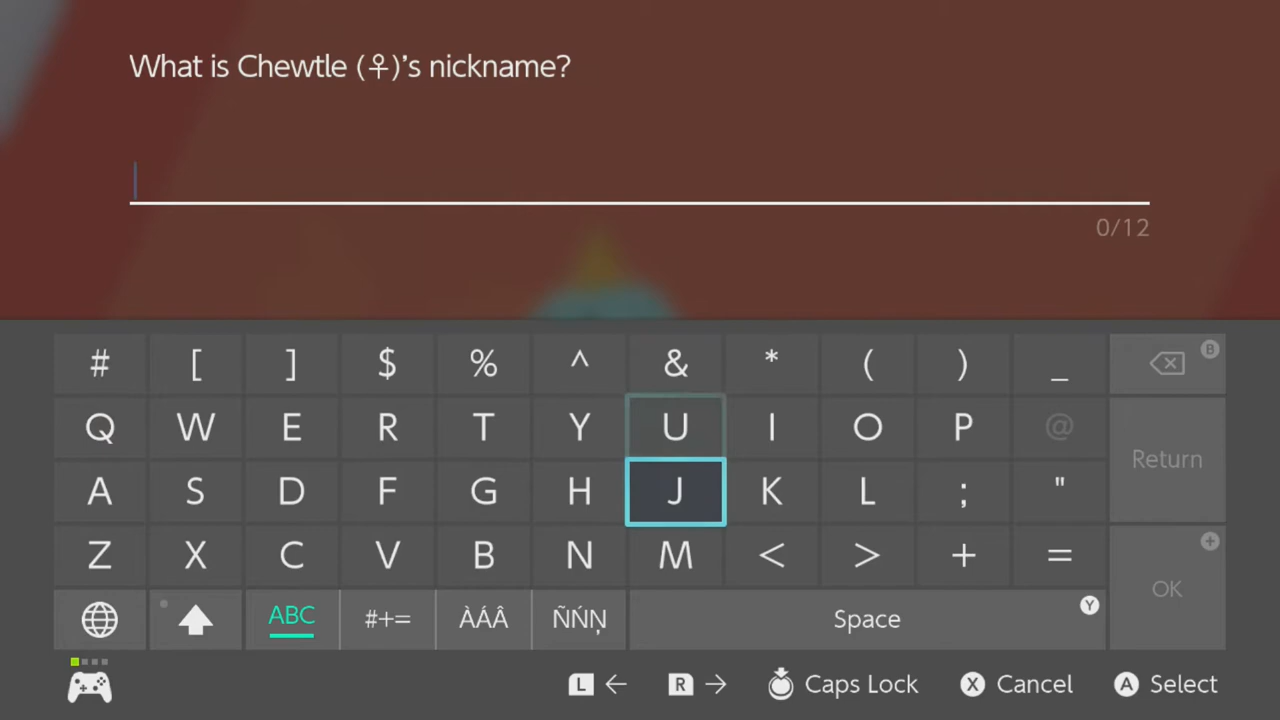 What is Chewtle (♀)'s nickname?
0/12
# [ ] $ % ^ & * ( ) _ B
Q W E R T Y U I O P @
A S D F G H J K L ; " Return
Z X C V B N M < > + = +
OK
ABC #+= ÀÁÂ ÑŃŅ Space Y
L ← R → Caps Lock X Cancel A Select